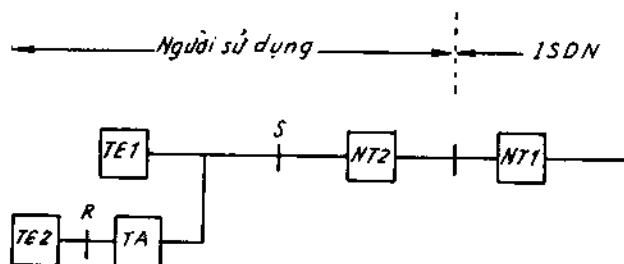 Người sử dụng
ISDN
S
TE1
NT2
NT1
R
TE2
TA